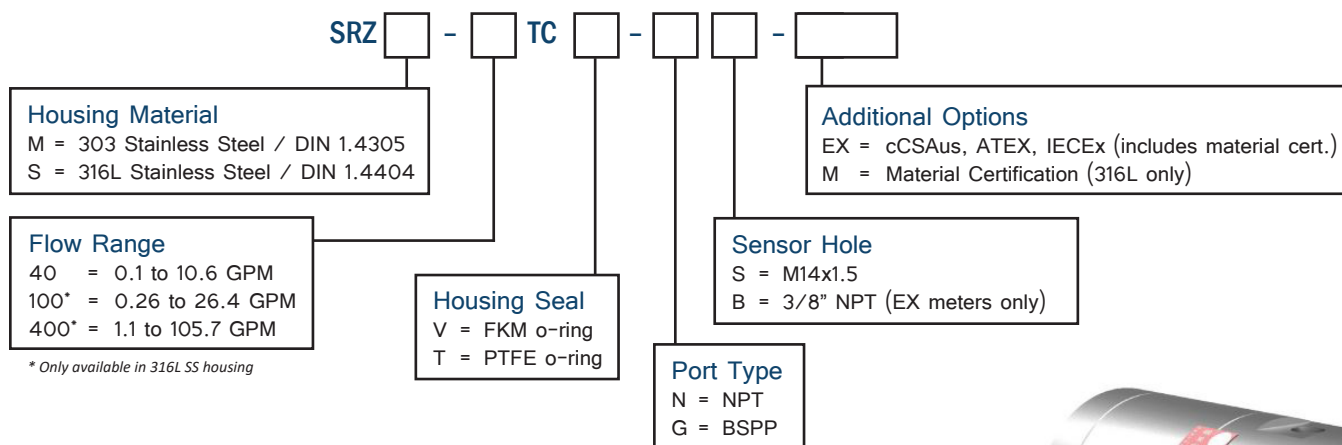 SRZ - TC - -
Housing Material
M = 303 Stainless Steel / DIN 1.4305
S = 316L Stainless Steel / DIN 1.4404
Flow Range
40 = 0.1 to 10.6 GPM
100* = 0.26 to 26.4 GPM
400* = 1.1 to 105.7 GPM
* Only available in 316L SS housing
Housing Seal
V = FKM o-ring
T = PTFE o-ring
Port Type
N = NPT
G = BSPP
Sensor Hole
S = M14x1.5
B = 3/8" NPT (EX meters only)
Additional Options
EX = cCSAus, ATEX, IECEx (includes material cert.)
M = Material Certification (316L only)